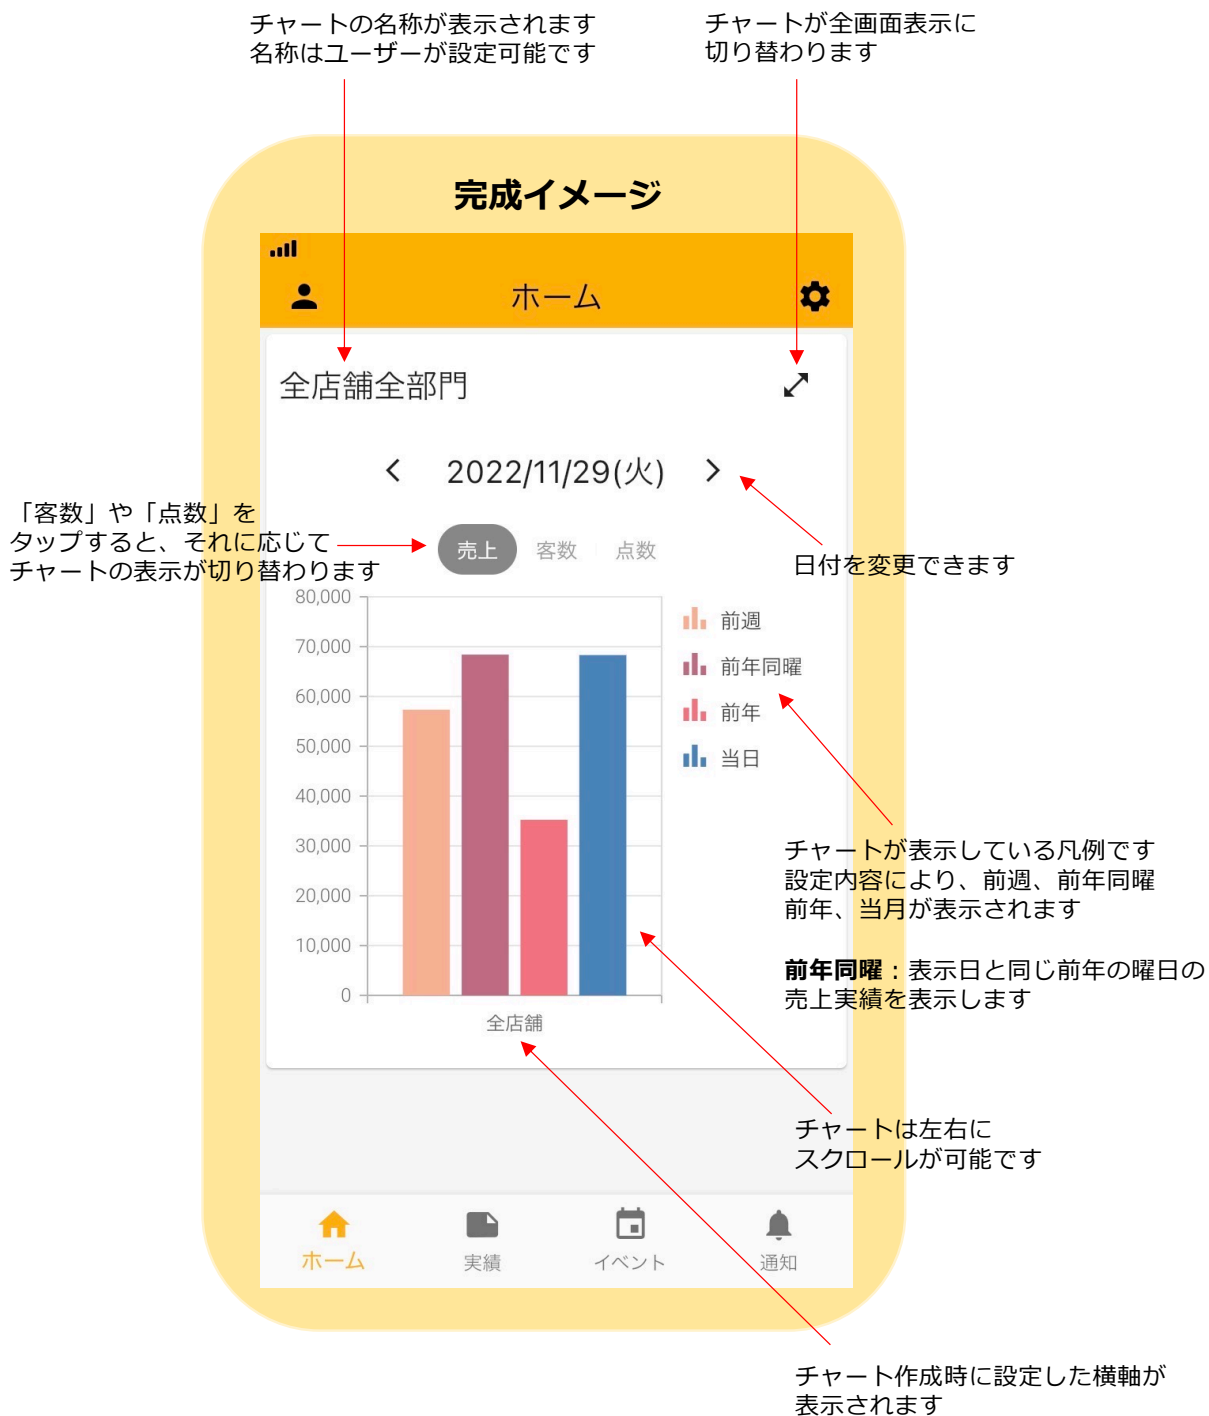 チャートの名称が表示されます
名称はユーザーが設定可能です
チャートが全画面表示に
切り替わります
完成イメージ
ホーム
全店舗全部門
2022/11/29(火)
「客数」や「点数」を
タップすると、それに応じて
チャートの表示が切り替わります
売上
客数
点数
日付を変更できます
80,000
70,000
60,000
50,000
40,000
30,000
20,000
10,000
0
全店舗
前週
前年同曜
前年
当日
チャートが表示している凡例です
設定内容により、前週、前年同曜
前年、当月が表示されます
前年同曜：表示日と同じ前年の曜日の
売上実績を表示します
チャートは左右に
スクロールが可能です
ホーム
実績
イベント
通知
チャート作成時に設定した横軸が
表示されます